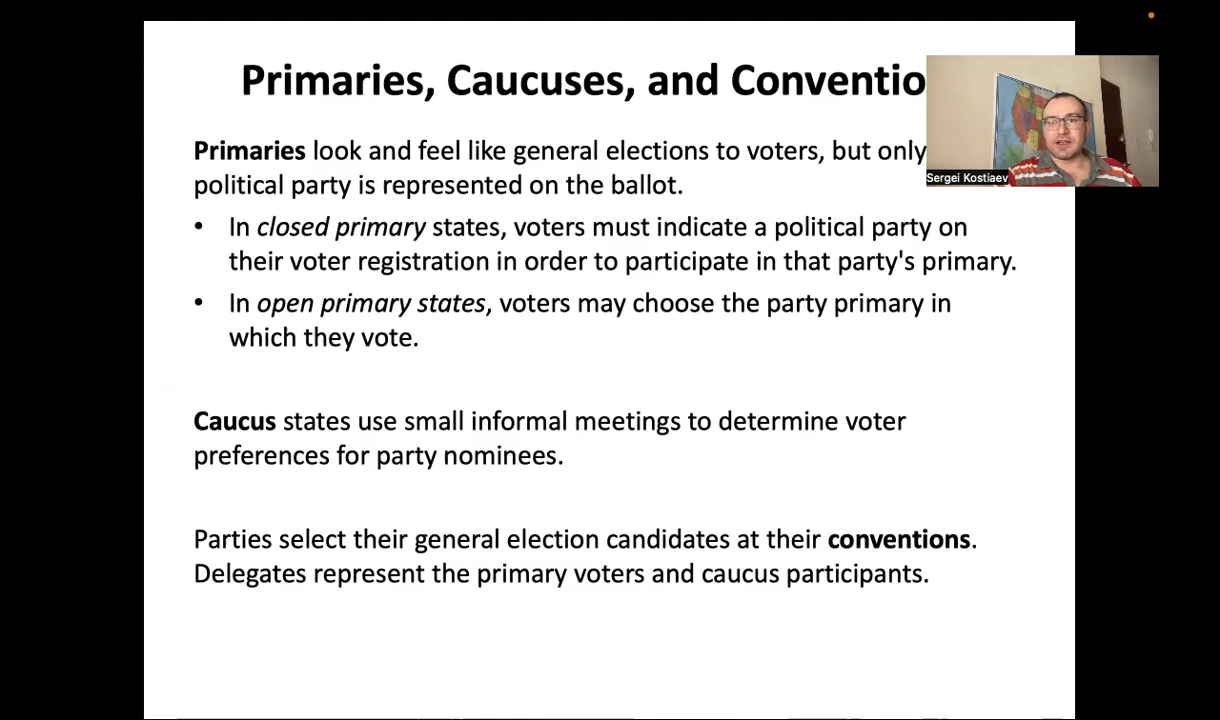 Primaries, Caucuses, and Conventio
Primaries look and feel like general elections to voters, but only
political party is represented on the ballot.
• In closed primary states, voters must indicate a political party on
their voter registration in order to participate in that party's primary.
• In open primary states, voters may choose the party primary in
which they vote.
Caucus states use small informal meetings to determine voter
preferences for party nominees.
Parties select their general election candidates at their conventions.
Delegates represent the primary voters and caucus participants.
Sergei Kostiaev